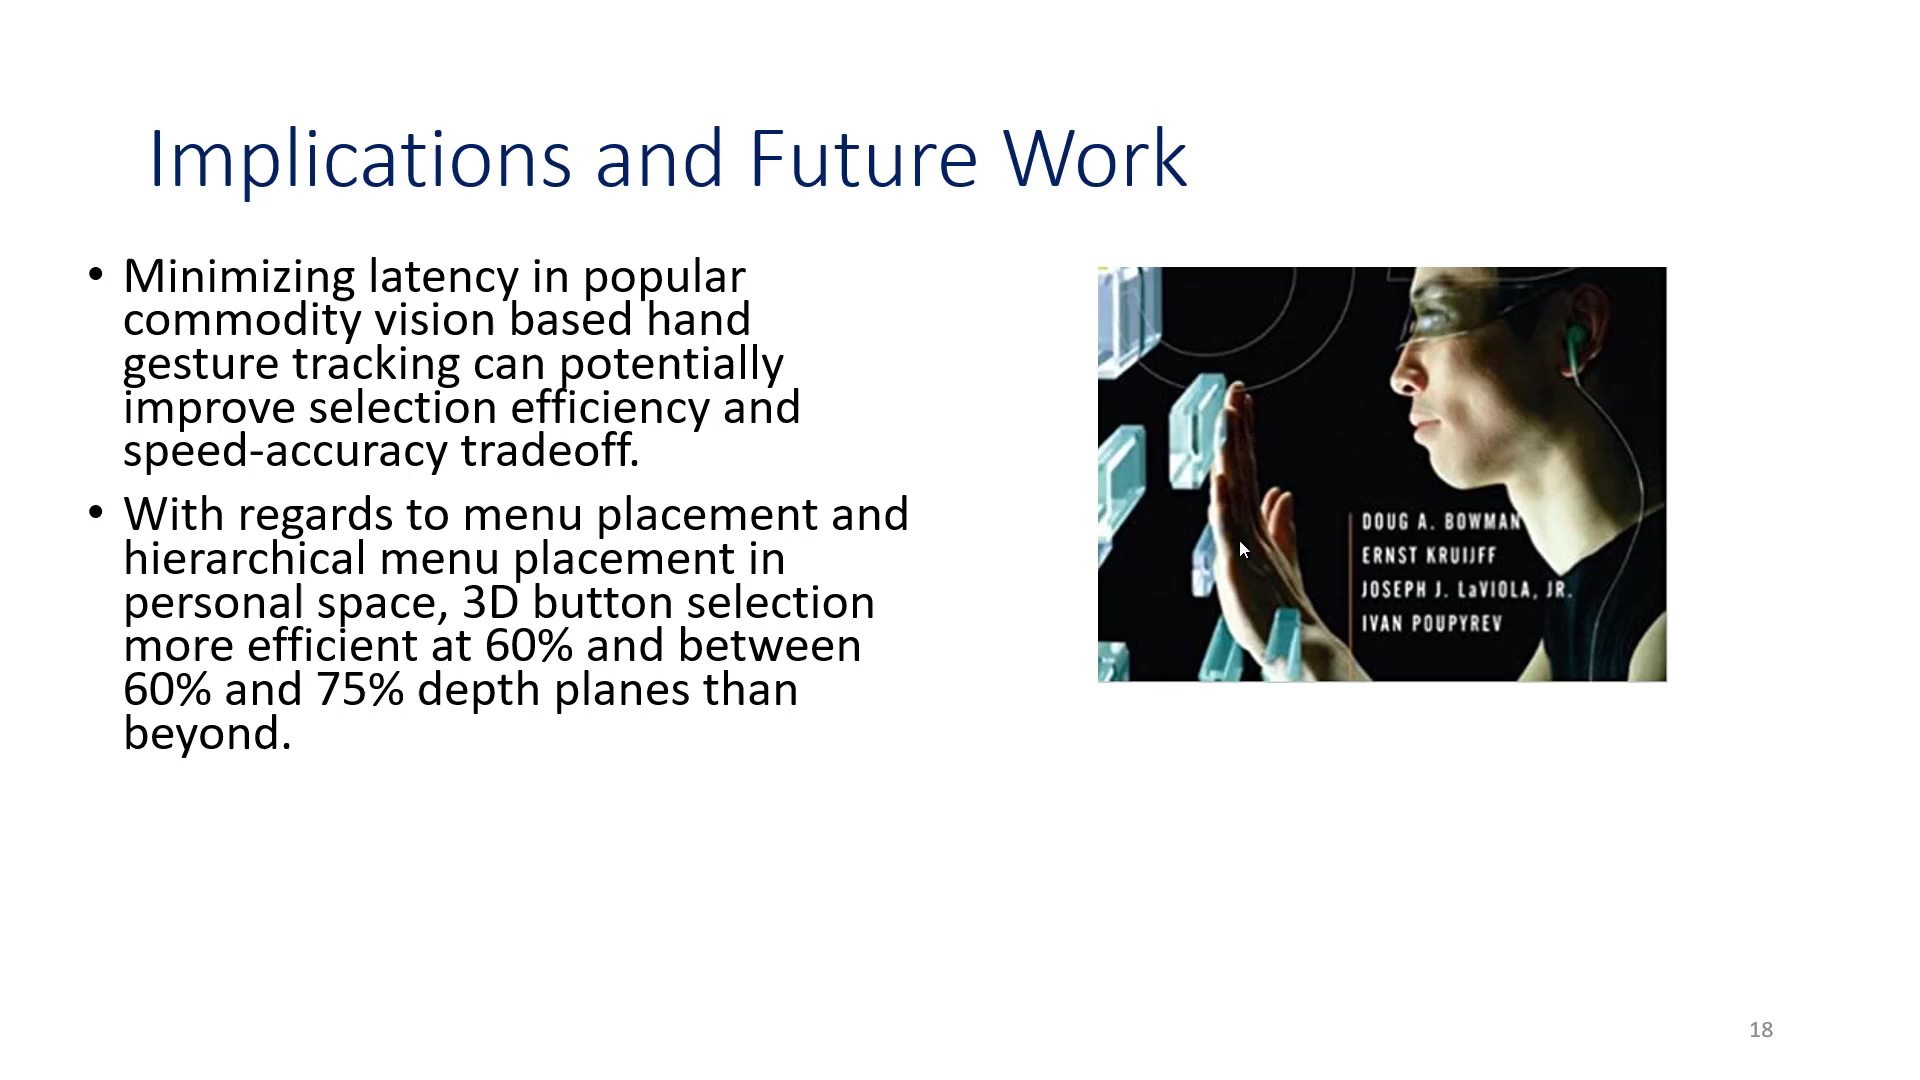 Implications and Future Work
• Minimizing latency in popular
commodity vision based hand
gesture tracking can potentially
improve selection efficiency and
speed-accuracy tradeoff.
• With regards to menu placement and
hierarchical menu placement in
personal space, 3D button selection
more efficient at 60% and between
60% and 75% depth planes than
beyond.
DOUG A. BOWMAN
ERNST KRUIJFF
JOSEPH J. LaVIOLA, JR.
IVAN POUPYREV
18